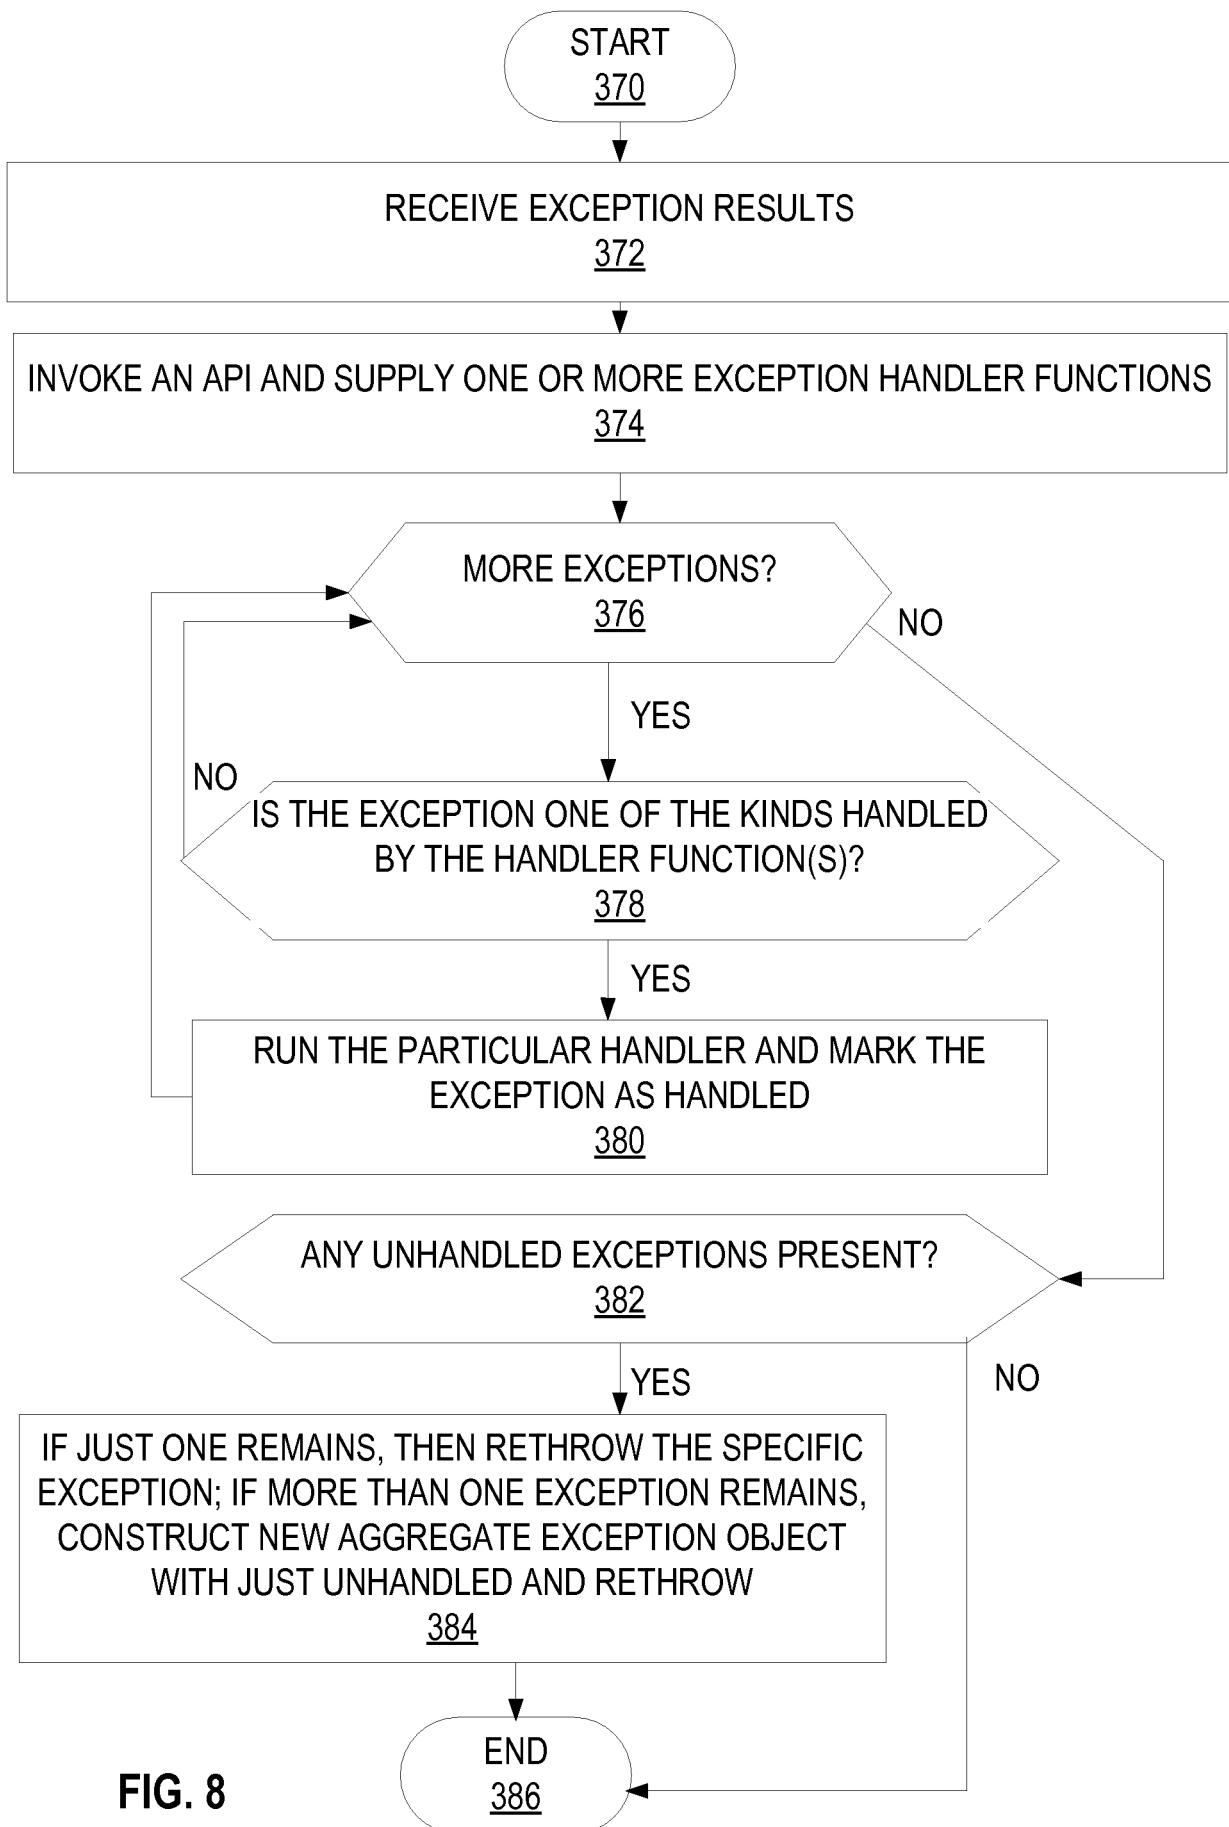 START
370
RECEIVE EXCEPTION RESULTS
372
INVOKE AN API AND SUPPLY ONE OR MORE EXCEPTION HANDLER FUNCTIONS
374
MORE EXCEPTIONS?
376
NO
YES
NO
IS THE EXCEPTION ONE OF THE KINDS HANDLED
BY THE HANDLER FUNCTION(S)?
378
YES
RUN THE PARTICULAR HANDLER AND MARK THE
EXCEPTION AS HANDLED
380
ANY UNHANDLED EXCEPTIONS PRESENT?
382
YES
NO
IF JUST ONE REMAINS, THEN RETHROW THE SPECIFIC
EXCEPTION; IF MORE THAN ONE EXCEPTION REMAINS,
CONSTRUCT NEW AGGREGATE EXCEPTION OBJECT
WITH JUST UNHANDLED AND RETHROW
384
END
386
FIG. 8